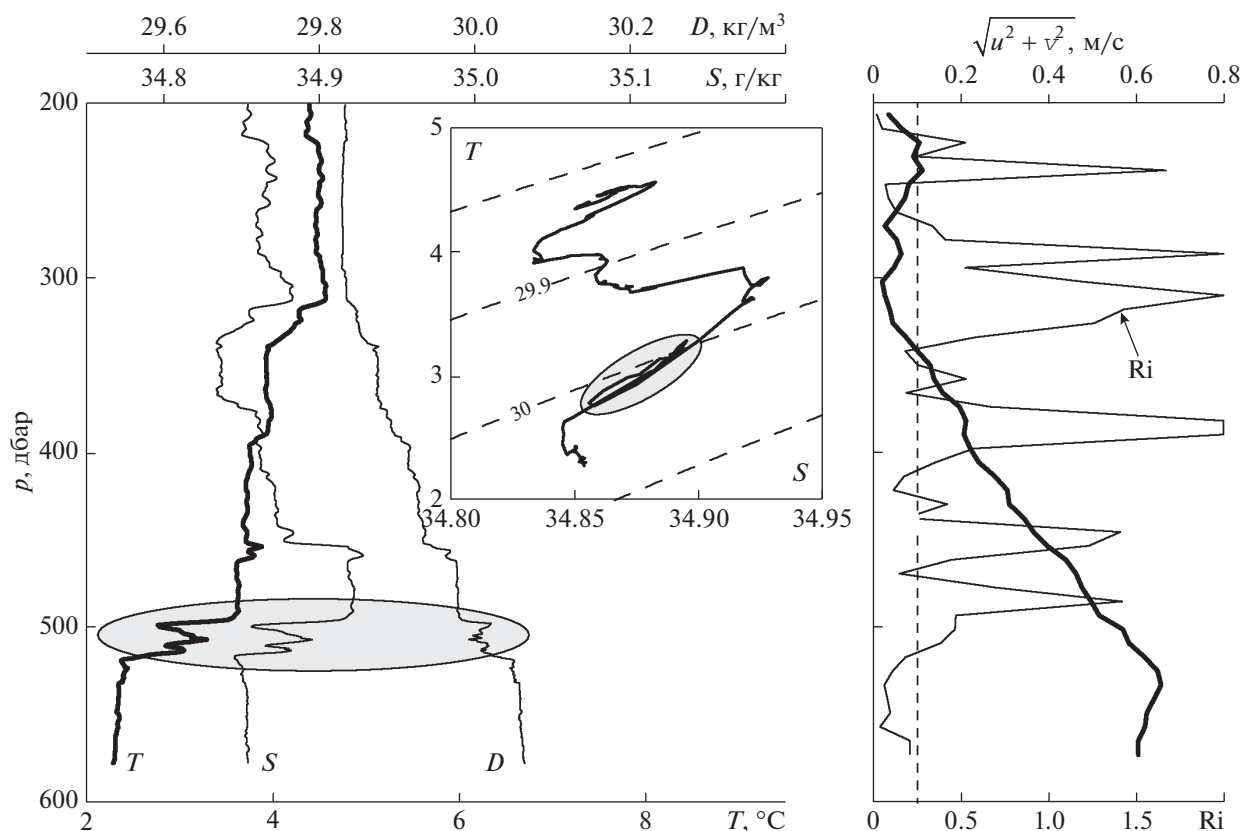 29.6 29.8 30.0 30.2 D, кг/м³
34.8 34.9 35.0 35.1 S, г/кг
√u² + v², м/с
0 0.2 0.4 0.6 0.8
200
300
400
500
600
p, дбар
T
5
4
3
2
29.9
30
S
34.80 34.85 34.90 34.95
Ri
T S D
2 4 6 T, °C 8
0 0.5 1.0 1.5 Ri